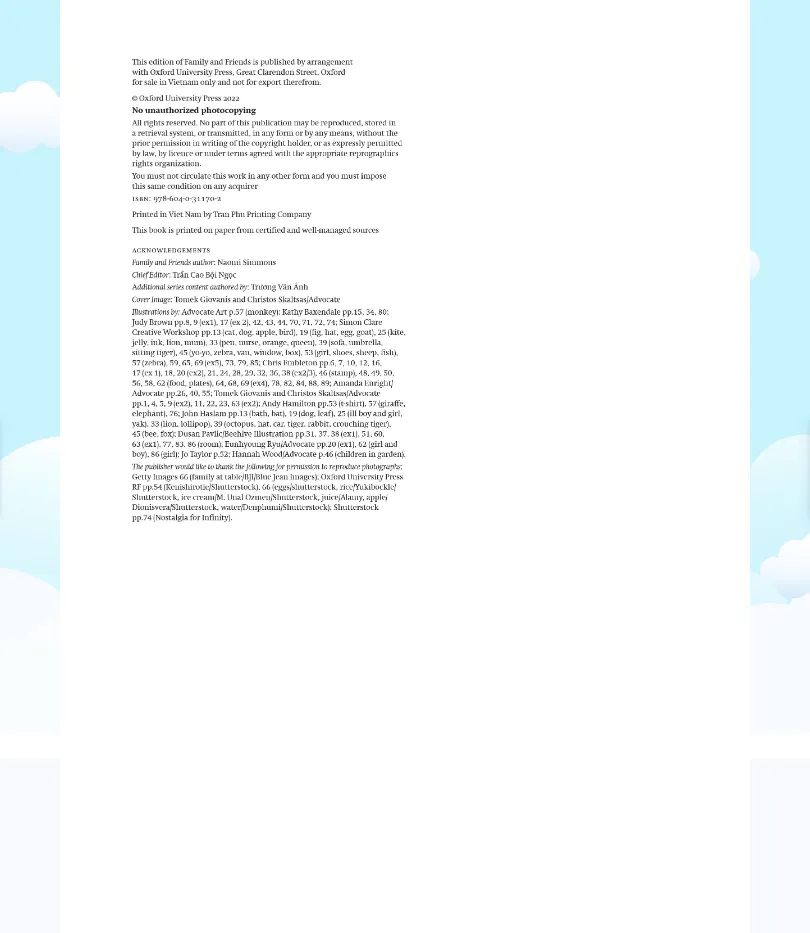 This edition of Family and Friends is published by arrangement
with Oxford University Press, Great Clarendon Street, Oxford
for sale in Vietnam only and not for export therefrom.
© Oxford University Press 2022
No unauthorized photocopying
All rights reserved. No part of this publication may be reproduced, stored in
a retrieval system, or transmitted, in any form or by any means, without the
prior permission in writing of the copyright holder, or as expressly permitted
by law, by licence or under terms agreed with the appropriate reprographics
rights organization.
You must not circulate this work in any other form and you must impose
this same condition on any acquirer
ISBN: 978-604-0-31170-2
Printed in Viet Nam by Tran Phu Printing Company
This book is printed on paper from certified and well-managed sources
ACKNOWLEDGEMENTS
Family and Friends author: Naomi Simmons
Chief Editor: Trần Cao Bội Ngọc
Additional series content authored by: Trương Văn Ánh
Cover Image: Tomek Giovanis and Christos Skaltsas/Advocate
Illustrations by: Advocate Art p.57 (monkey); Kathy Baxendale pp.15, 34, 80;
Judy Brown pp.8, 9 (ex1), 17 (ex 2), 42, 43, 44, 70, 71, 72, 74; Simon Clare
Creative Workshop pp.13 (cat, dog, apple, bird), 19 (fig, hat, egg, goat), 25 (kite,
jelly, ink, lion, mum), 33 (pen, nurse, orange, queen), 39 (sofa, umbrella,
sitting tiger), 45 (yo-yo, zebra, van, window, box), 53 (girl, shoes, sheep, fish),
57 (zebra), 59, 65, 69 (ex5), 73, 79, 85; Chris Embleton pp.6, 7, 10, 12, 16,
17 (ex 1), 18, 20 (ex2), 21, 24, 28, 29, 32, 36, 38 (ex2/3), 46 (stamp), 48, 49, 50,
56, 58, 62 (food, plates), 64, 68, 69 (ex4), 78, 82, 84, 88, 89; Amanda Enright/
Advocate pp.26, 40, 55; Tomek Giovanis and Christos Skaltsas/Advocate
pp.1, 4, 5, 9 (ex2), 11, 22, 23, 63 (ex2); Andy Hamilton pp.53 (t-shirt), 57 (giraffe,
elephant), 76; John Haslam pp.13 (bath, bat), 19 (dog, leaf), 25 (ill boy and girl,
yak), 33 (lion, lollipop), 39 (octopus, hat, car, tiger, rabbit, crouching tiger),
45 (bee, fox); Dusan Pavlic/Beehive Illustration pp.31, 37, 38 (ex1), 51, 60,
63 (ex1), 77, 83, 86 (room); Eunhyoung Ryu/Advocate pp.20 (ex1), 62 (girl and
boy), 86 (girl); Jo Taylor p.52; Hannah Wood/Advocate p.46 (children in garden).
The publisher would like to thank the following for permission to reproduce photographs:
Getty Images 66 (family at table/BJI/Blue Jean Images); Oxford University Press
RF pp.54 (Kenishirotie/Shutterstock), 66 (eggs/shutterstock, rice/Yukibockle/
Shutterstock, ice cream/M. Unal Ozmen/Shutterstock, juice/Alamy, apple/
Dionisvera/Shutterstock, water/Denphumi/Shutterstock); Shutterstock
pp.74 (Nostalgia for Infinity).